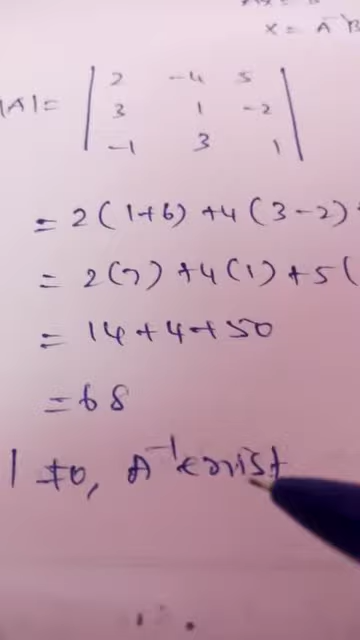 X = A⁻¹B
|A| = | 2 -4 5 |
| 3 1 -2 |
| -1 3 1 |
= 2(1+6) +4(3-2)
= 2(7) +4(1) +5(
= 14+4+50
=68
| ≠0, A⁻¹ exist